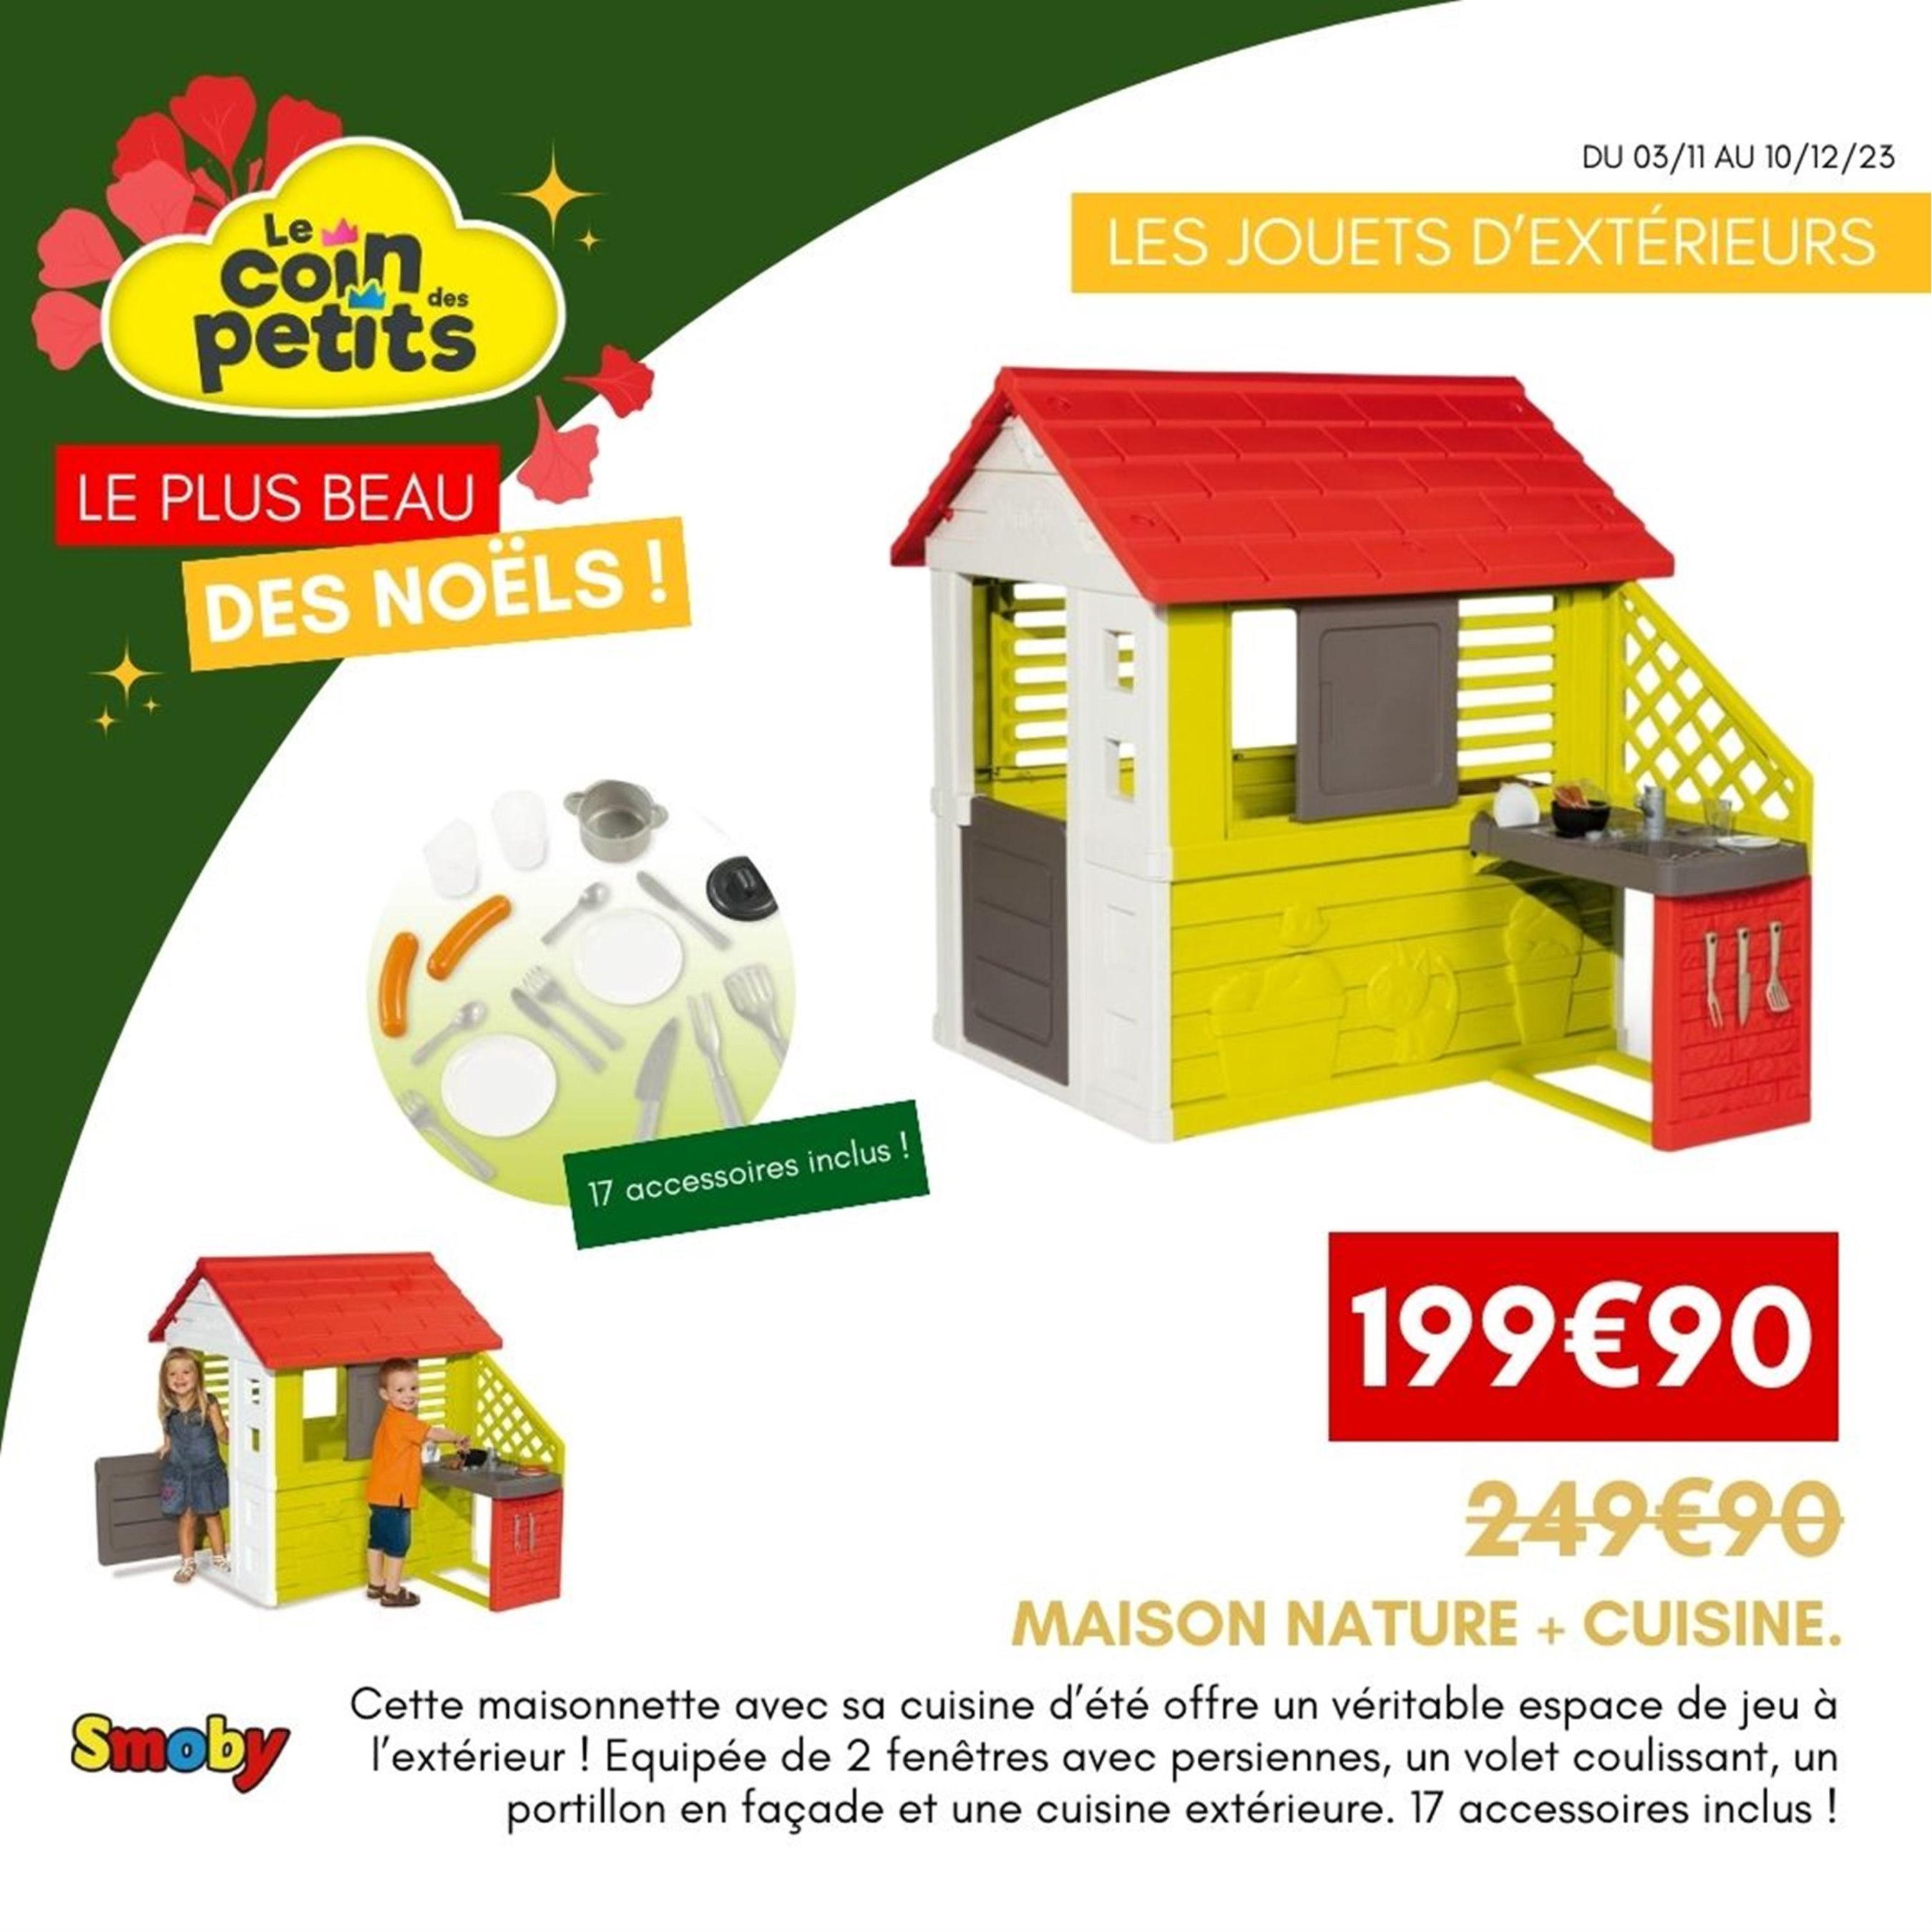 Le
coin
des
petits
LE PLUS BEAU
DES NOËLS !
DU 03/11 AU 10/12/23
LES JOUETS D'EXTÉRIEURS
17 accessoires inclus !
199€90
249€90
MAISON NATURE + CUISINE.
Smoby
Cette maisonnette avec sa cuisine d'été offre un véritable espace de jeu à
l'extérieur ! Equipée de 2 fenêtres avec persiennes, un volet coulissant, un
portillon en façade et une cuisine extérieure. 17 accessoires inclus !